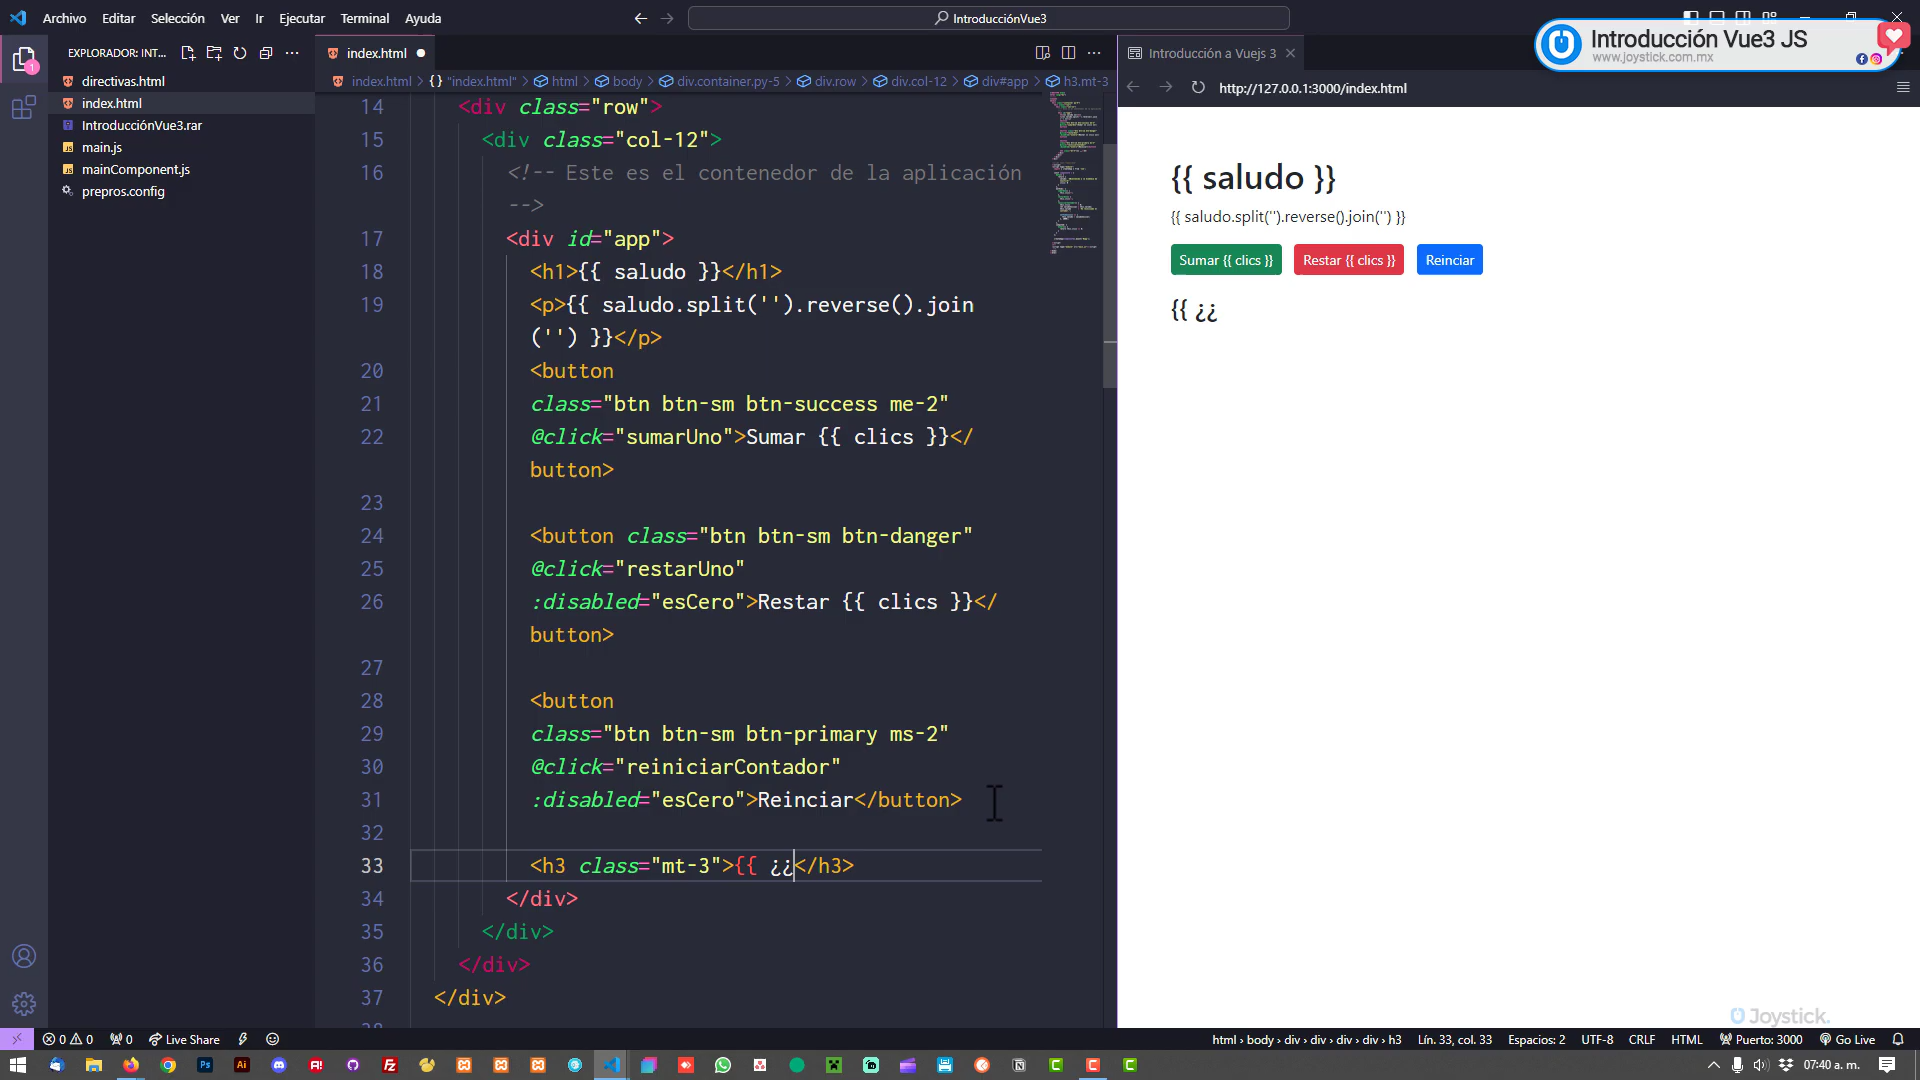 Archivo Editar Selección Ver Ir Ejecutar Terminal Ayuda
IntroducciónVue3
Introducción Vue3 JS
www.joystick.com.mx
EXPLORADOR: INT...
directivas.html
index.html
IntroducciónVue3.rar
main.js
mainComponent.js
prepros.config
1
index.html
index.html > {} "index.html" > html > body > div.container.py-5 > div.row > div.col-12 > div#app > h3.mt-3
14 <div class="row">
15 <div class="col-12">
16 <!-- Este es el contenedor de la aplicación
-->
17 <div id="app">
18 <h1>{{ saludo }}</h1>
19 <p>{{ saludo.split('').reverse().join
('') }}</p>
20 <button
21 class="btn btn-sm btn-success me-2"
22 @click="sumarUno">Sumar {{ clics }}</
button>
23
24 <button class="btn btn-sm btn-danger"
25 @click="restarUno"
26 :disabled="esCero">Restar {{ clics }}</
button>
27
28 <button
29 class="btn btn-sm btn-primary ms-2"
30 @click="reiniciarContador"
31 :disabled="esCero">Reinciar</button>
32
33 <h3 class="mt-3">{{ ¿¿</h3>
34 </div>
35 </div>
36 </div>
37 </div>
Introducción a Vuejs 3
http://127.0.0.1:3000/index.html
{{ saludo }}
{{ saludo.split('').reverse().join('') }}
Sumar {{ clics }} Restar {{ clics }} Reinciar
{{ ¿¿
Joystick.
0 0 0 Live Share
html > body > div > div > div > div > h3 Lín. 33, col. 33 Espacios: 2 UTF-8 CRLF HTML Puerto: 3000 Go Live
07:40 a. m.